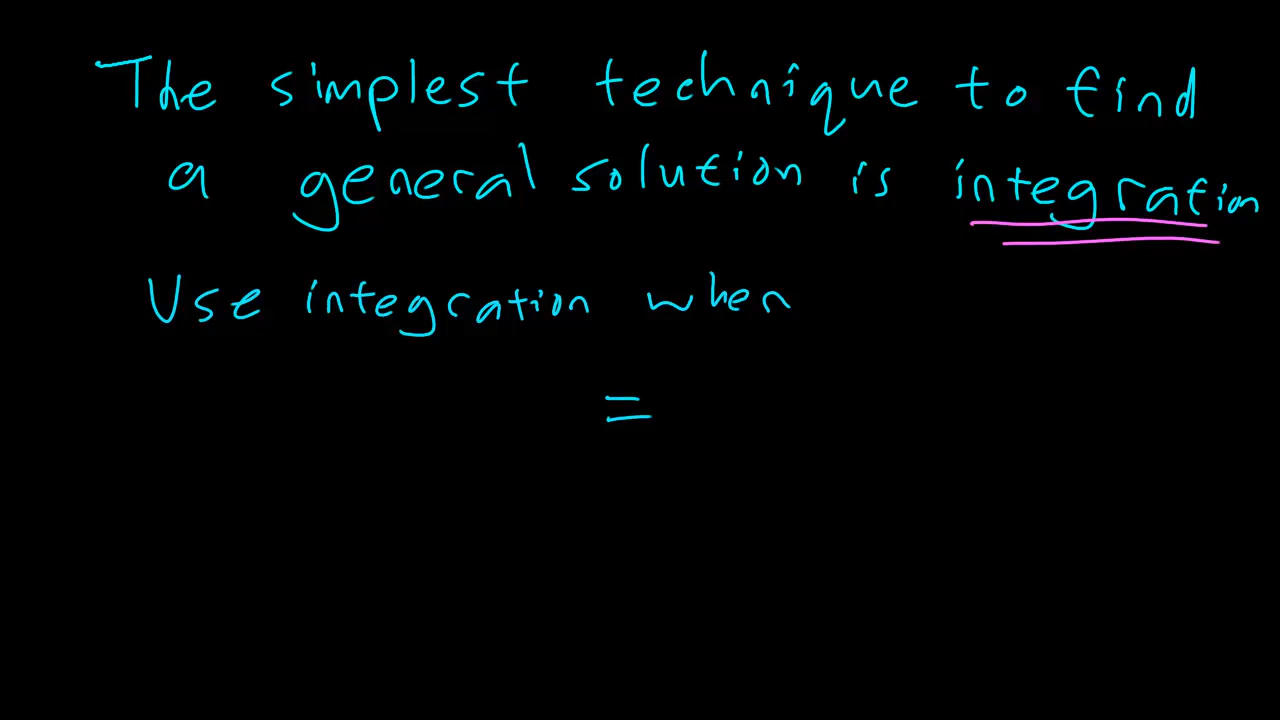 The simplest technique to find
a general solution is integration
Use integration when
=